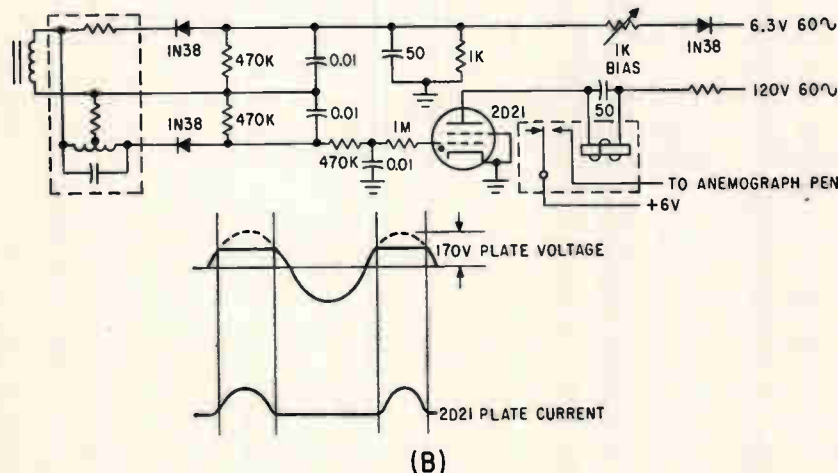 1N38
470K
0.01
50
1K
1K
BIAS
1N38
6.3V 60~
120V 60~
50
2D21
0.01
1N38
470K
470K
0.01
1M
TO ANEMOGRAPH PEN
+6V
170V PLATE VOLTAGE
2D21 PLATE CURRENT
(B)